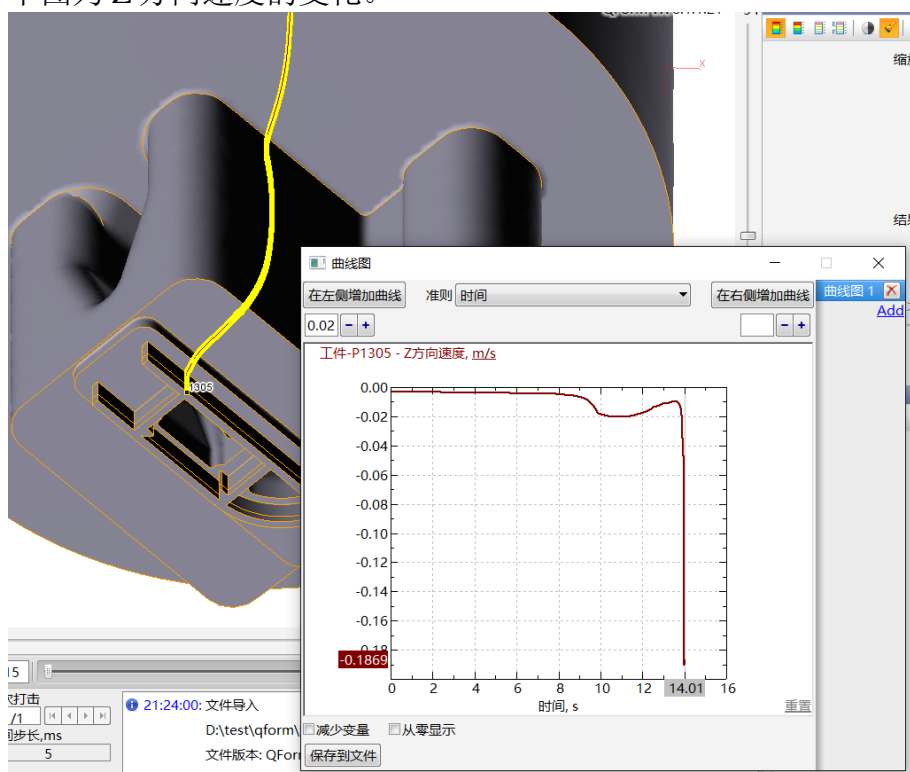 下图为 Z 方向速度的变化。
x
缩放
结果
1305
曲线图
在左侧增加曲线
准则
时间
在右侧增加曲线
曲线图 1
Add
0.02
工件-P1305 - Z方向速度, m/s
0.00
-0.02
-0.04
-0.06
-0.08
-0.10
-0.12
-0.14
-0.16
-0.18
-0.1869
0 2 4 6 8 10 12 14.01 16
时间, s
重置
减少变量
从零显示
保存到文件
15
次打击
/1
间步长,ms
5
21:24:00: 文件导入
D:\test\qform\
文件版本: QForm